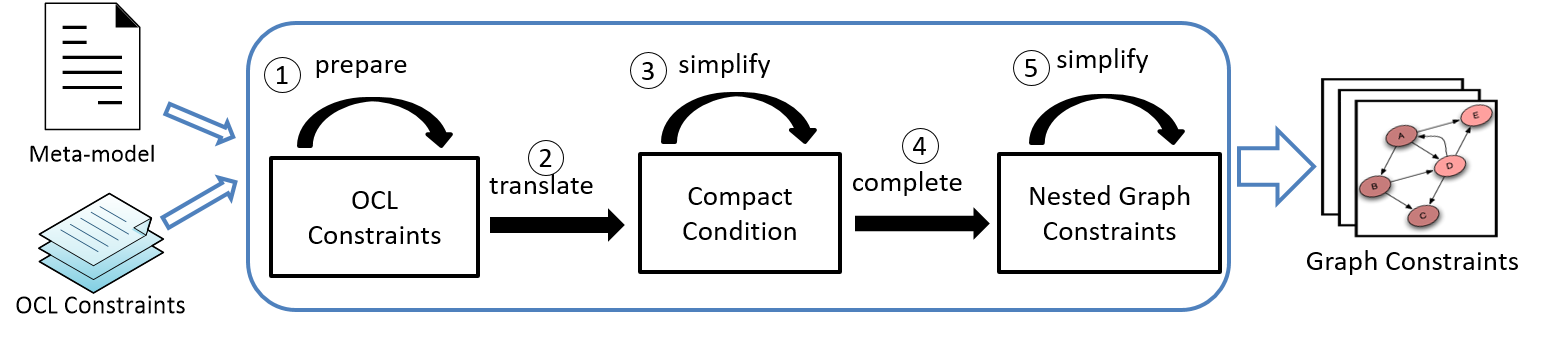 Meta-model
OCL Constraints
1 prepare
OCL
Constraints
2
translate
3 simplify
Compact
Condition
4
complete
5 simplify
Nested Graph
Constraints
E
A
D
B
C
Graph Constraints